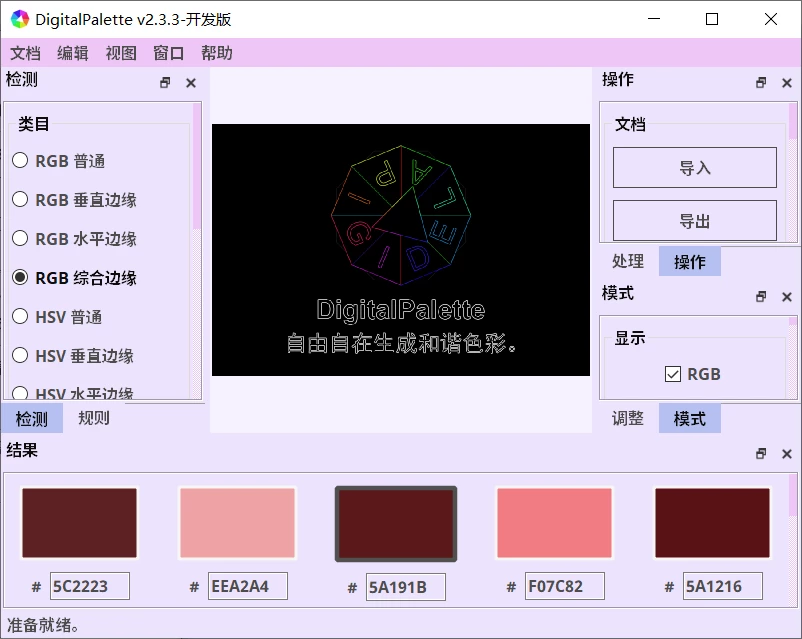 DigitalPalette v2.3.3-开发版
文档 编辑 视图 窗口 帮助
检测
类目
RGB 普通
RGB 垂直边缘
RGB 水平边缘
RGB 综合边缘
HSV 普通
HSV 垂直边缘
HSV 水平边缘
检测 规则
DIGITAL
DigitalPalette
自由自在生成和谐色彩。
操作
文档
导入
导出
处理 操作
模式
显示
RGB
调整 模式
结果
# 5C2223
# EEA2A4
# 5A191B
# F07C82
# 5A1216
准备就绪。